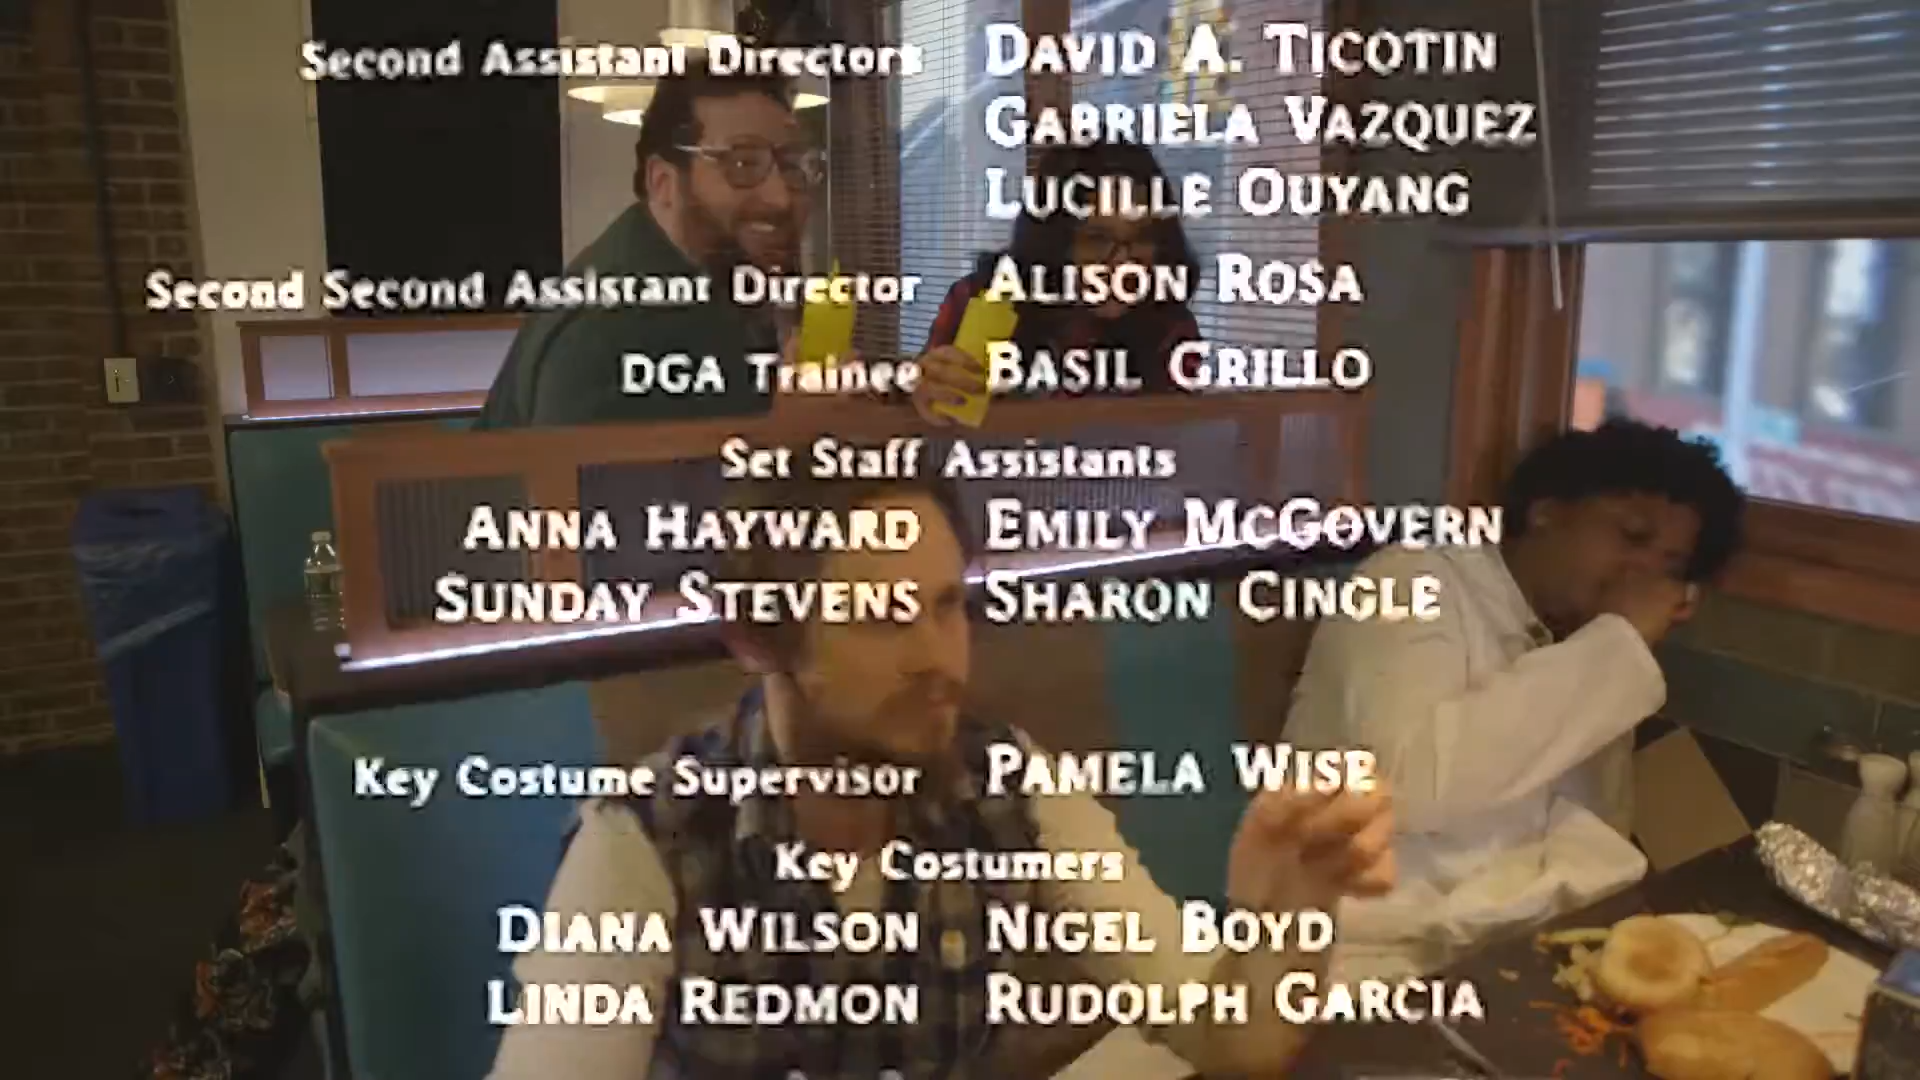 Second Assistant Directors DAVID A. TICOTIN
GABRIELA VAZQUEZ
LUCILLE OUYANG
Second Second Assistant Director ALISON ROSA
DGA Trainee BASIL GRILLO
Set Staff Assistants
ANNA HAYWARD EMILY MCGOVERN
SUNDAY STEVENS SHARON CINGLE
Key Costume Supervisor PAMELA WISE
Key Costumers
DIANA WILSON NIGEL BOYD
LINDA REDMON RUDOLPH GARCIA